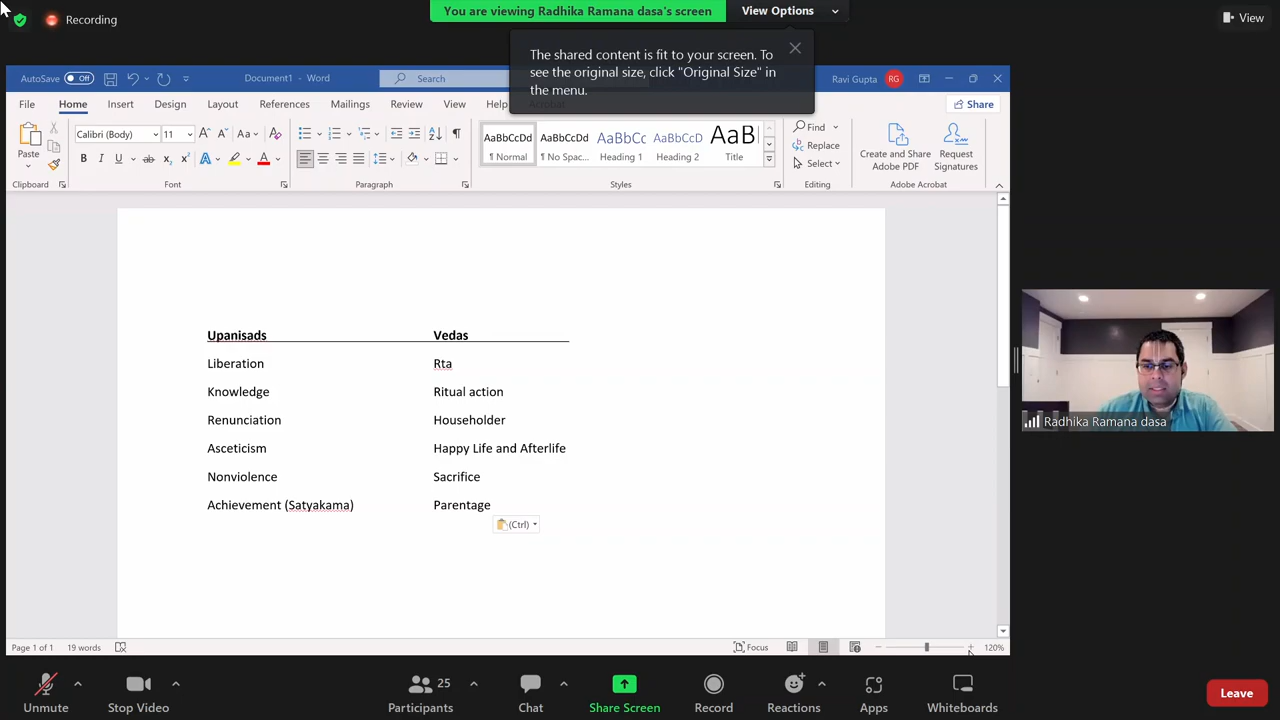 Recording
You are viewing Radhika Ramana dasa's screen
View Options
View
The shared content is fit to your screen. To
see the original size, click "Original Size" in
the menu.
AutoSave Off
Document1 - Word
Search
Ravi Gupta RG
File Home Insert Design Layout References Mailings Review View Help Acrobat
Share
Paste
Calibri (Body) 11
AaBbCcDd AaBbCcDd AaBbCc AaBbCcD AaB
Normal No Spac... Heading 1 Heading 2 Title
Find
Replace
Select
Create and Share
Adobe PDF
Request
Signatures
Clipboard Font Paragraph Styles Editing Adobe Acrobat
Upanisads Vedas
Liberation Rta
Knowledge Ritual action
Renunciation Householder
Asceticism Happy Life and Afterlife
Nonviolence Sacrifice
Achievement (Satyakama) Parentage
(Ctrl)
Radhika Ramana dasa
Page 1 of 1 19 words
Focus
120%
Unmute Stop Video Participants 25 Chat Share Screen Record Reactions Apps Whiteboards
Leave